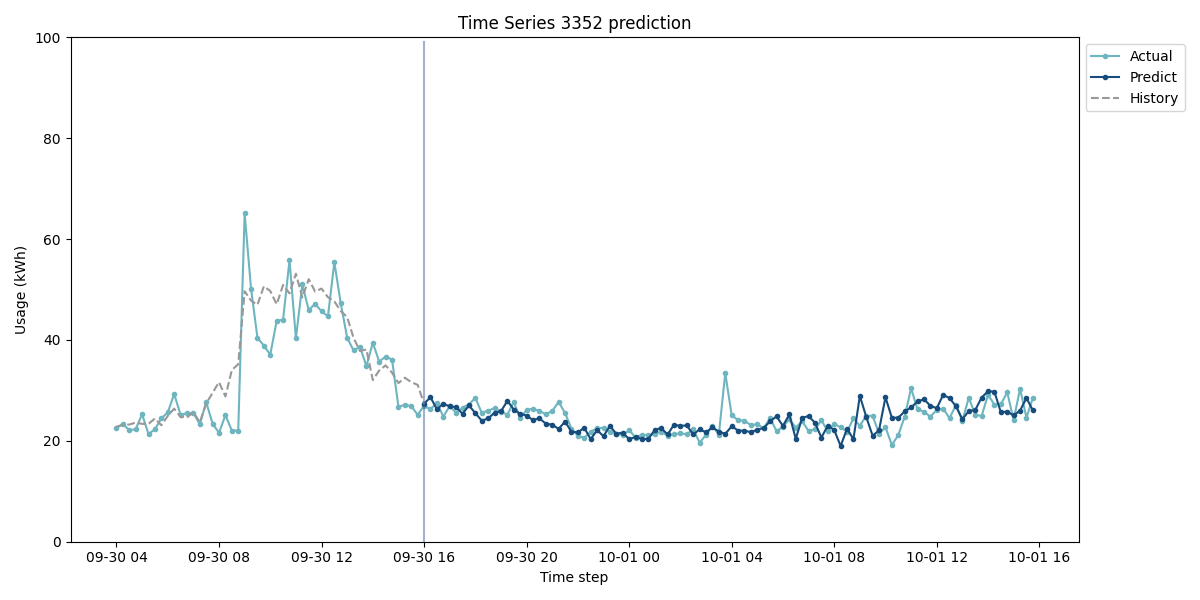 Time Series 3352 prediction
Usage (kWh)
100
80
60
40
20
0
09-30 04
09-30 08
09-30 12
09-30 16
09-30 20
10-01 00
10-01 04
10-01 08
10-01 12
10-01 16
Time step
Actual
Predict
History